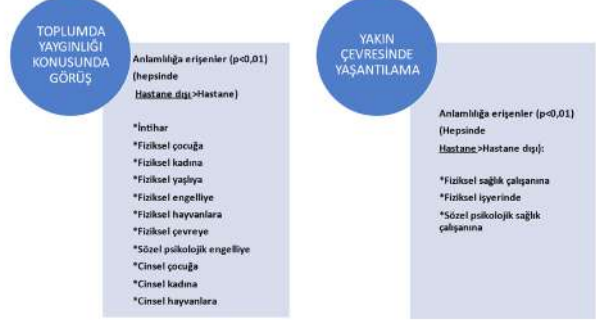 TOPLUMDA
YAYGINLIĞI
KONUSUNDA
GÖRÜŞ
Anlamlılığa erişenler (p<0,01)
(hepsinde
Hastane dışı>Hastane)
*İntihar
*Fiziksel çocuğa
*Fiziksel kadına
*Fiziksel yaşlıya
*Fiziksel engelliye
*Fiziksel hayvanlara
*Fiziksel çevreye
*Sözel psikolojik engelliye
*Cinsel çocuğa
*Cinsel kadına
*Cinsel hayvanlara
YAKIN
ÇEVRESİNDE
YAŞANTILAMA
Anlamlılığa erişenler (p<0,01)
(Hepsinde
Hastane>Hastane dışı):
*Fiziksel sağlık çalışanına
*Fiziksel işyerinde
*Sözel psikolojik sağlık
çalışanına